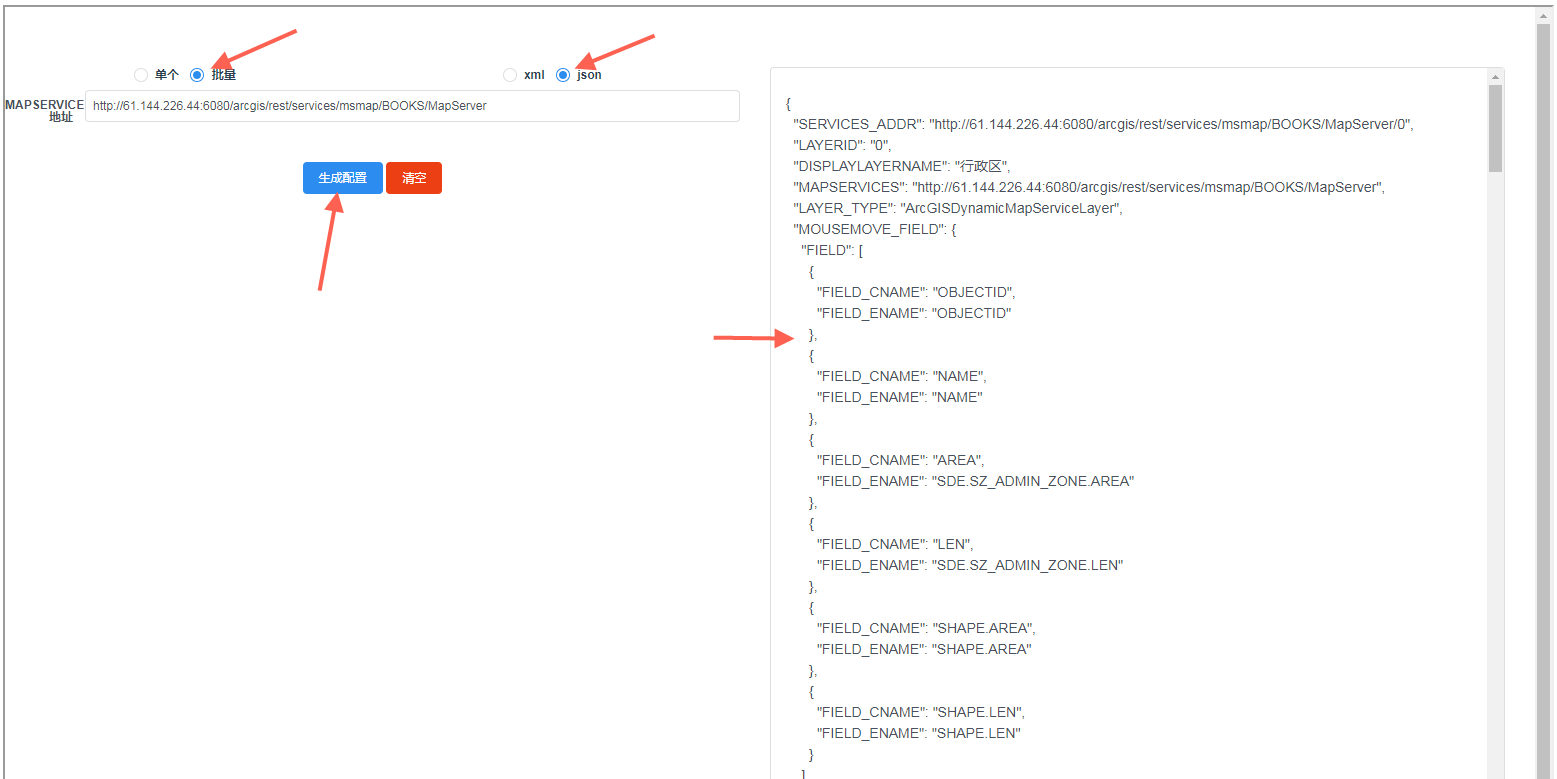 单个 批量 xml json
MAPSERVICE
地址
http://61.144.226.44:6080/arcgis/rest/services/msmap/BOOKS/MapServer
生成配置 清空
{
"SERVICES_ADDR": "http://61.144.226.44:6080/arcgis/rest/services/msmap/BOOKS/MapServer/0",
"LAYERID": "0",
"DISPLAYLAYERNAME": "行政区",
"MAPSERVICES": "http://61.144.226.44:6080/arcgis/rest/services/msmap/BOOKS/MapServer",
"LAYER_TYPE": "ArcGISDynamicMapServiceLayer",
"MOUSEMOVE_FIELD": {
"FIELD": [
{
"FIELD_CNAME": "OBJECTID",
"FIELD_ENAME": "OBJECTID"
},
{
"FIELD_CNAME": "NAME",
"FIELD_ENAME": "NAME"
},
{
"FIELD_CNAME": "AREA",
"FIELD_ENAME": "SDE.SZ_ADMIN_ZONE.AREA"
},
{
"FIELD_CNAME": "LEN",
"FIELD_ENAME": "SDE.SZ_ADMIN_ZONE.LEN"
},
{
"FIELD_CNAME": "SHAPE.AREA",
"FIELD_ENAME": "SHAPE.AREA"
},
{
"FIELD_CNAME": "SHAPE.LEN",
"FIELD_ENAME": "SHAPE.LEN"
}
]